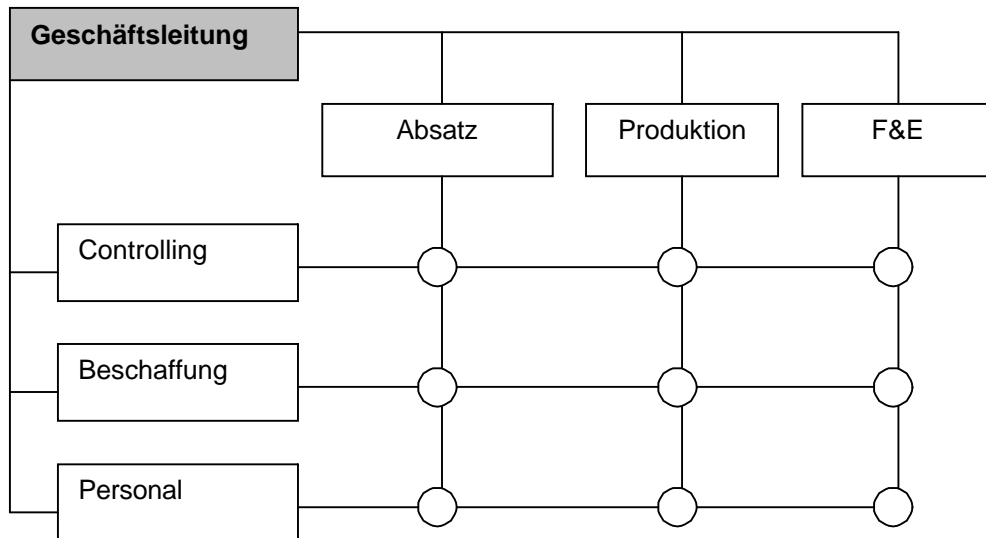 Geschäftsleitung
Absatz
Produktion
F&E
Controlling
Beschaffung
Personal